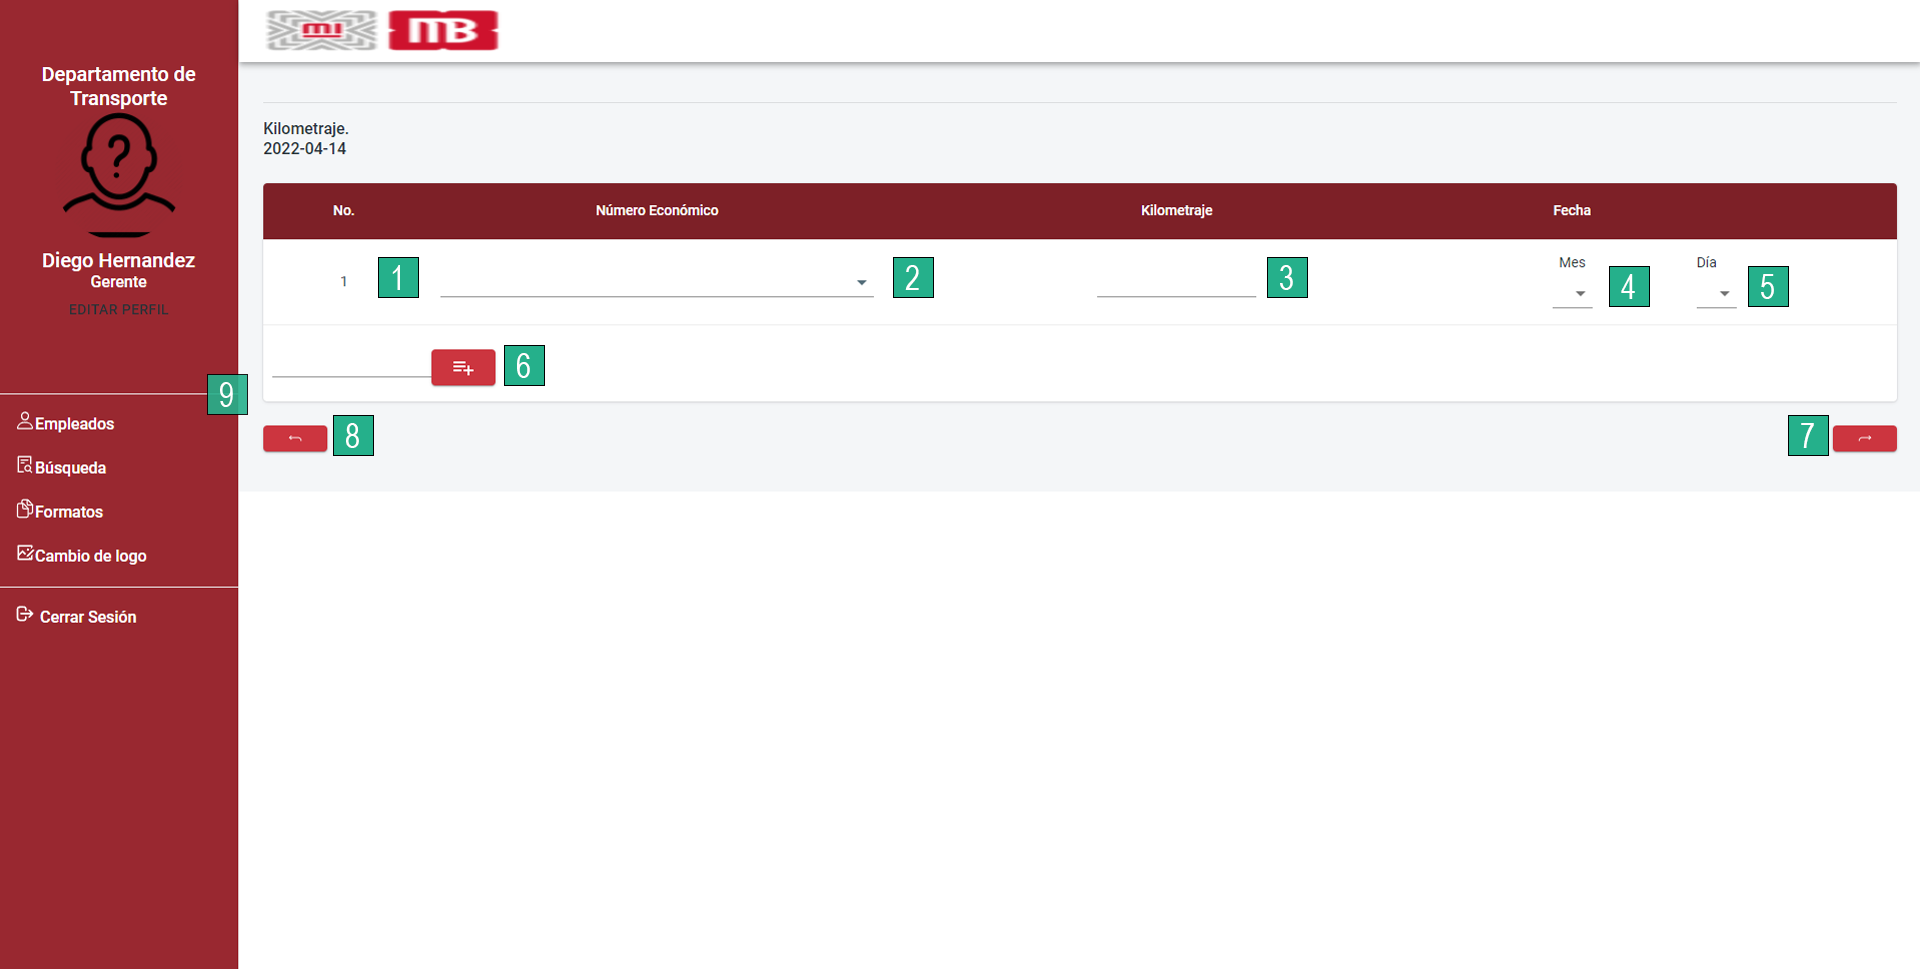 MI MB
Departamento de
Transporte
?
Diego Hernandez
Gerente
EDITAR PERFIL
9
Empleados
Búsqueda
Formatos
Cambio de logo
Cerrar Sesión
Kilometraje.
2022-04-14
No. Número Económico Kilometraje Fecha
1 1 2 3 Mes 4 Día 5
6
8 7